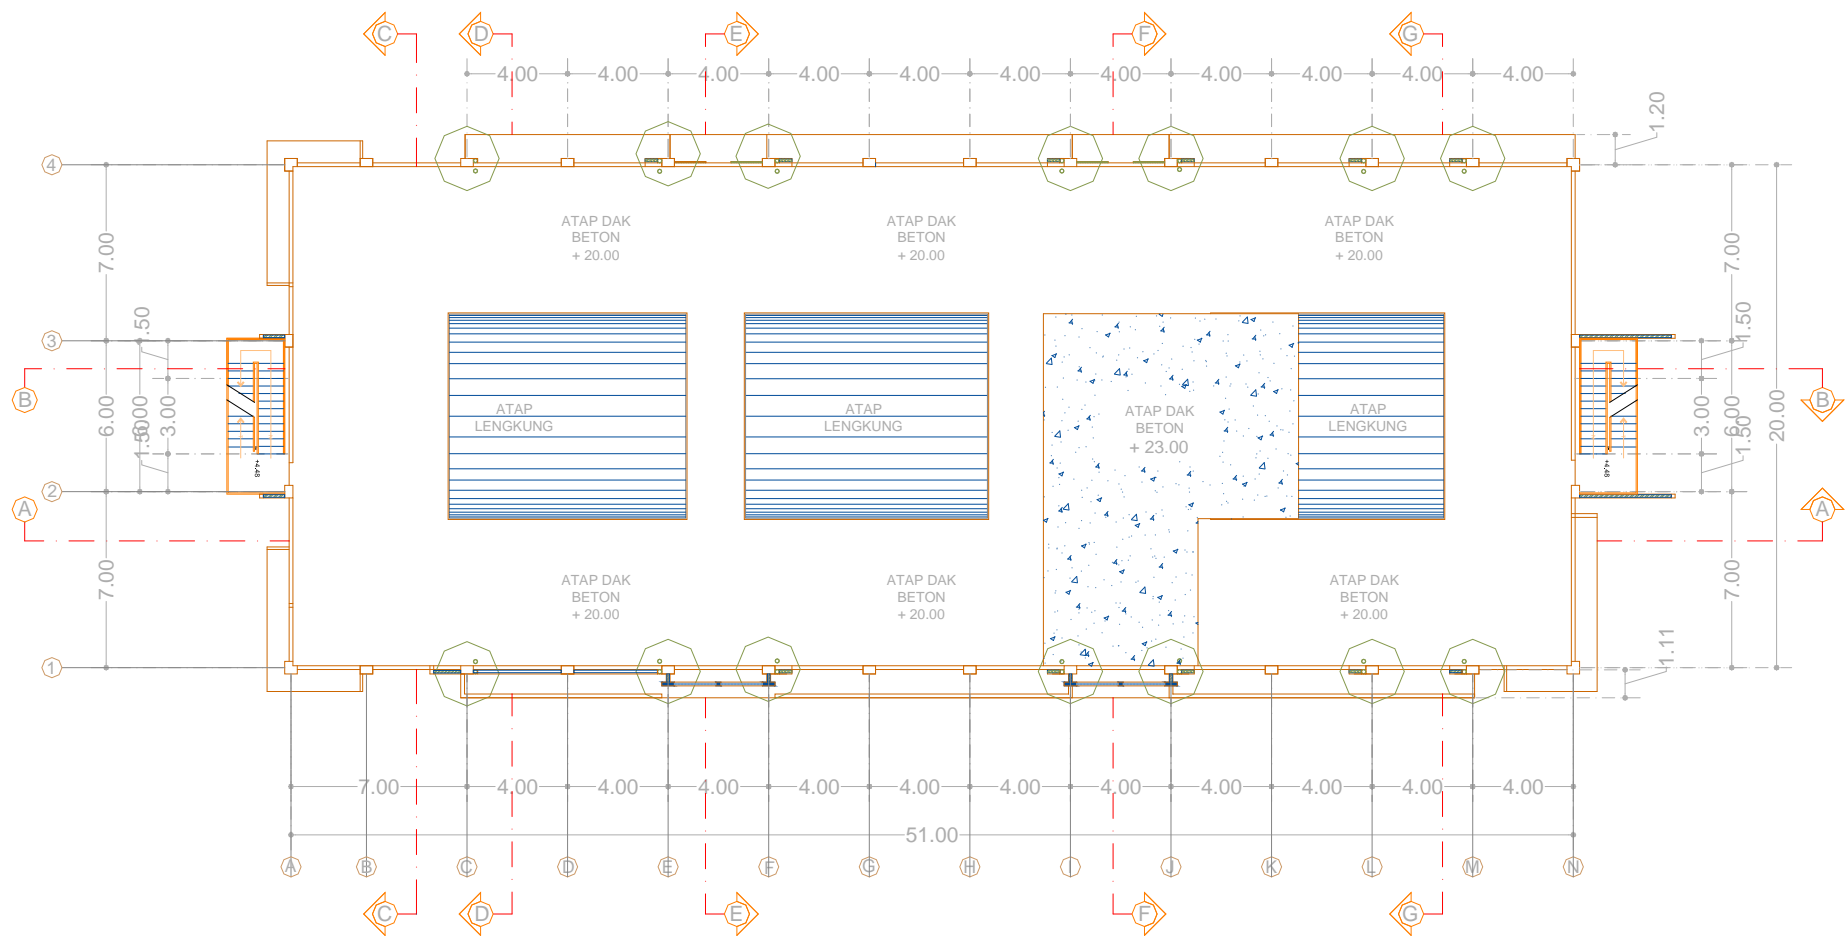 C D E F G
4.00 4.00 4.00 4.00 4.00 4.00 4.00 4.00 4.00 4.00 4.00
1.20
4
ATAP DAK ATAP DAK ATAP DAK
BETON BETON BETON
+ 20.00 + 20.00 + 20.00
7.00 7.00
3
1.50 1.50
B B
ATAP ATAP ATAP DAK ATAP
LENGKUNG LENGKUNG BETON LENGKUNG
+ 23.00
6.00 6.00 3.00 3.00 6.00 20.00
1.50 1.50
+4,48 +4,48
2
A A
ATAP DAK ATAP DAK ATAP DAK
BETON BETON BETON
+ 20.00 + 20.00 + 20.00
7.00 7.00
1
1.11
7.00 4.00 4.00 4.00 4.00 4.00 4.00 4.00 4.00 4.00 4.00 4.00
51.00
A B C D E F G H I J K L M N
C D E F G